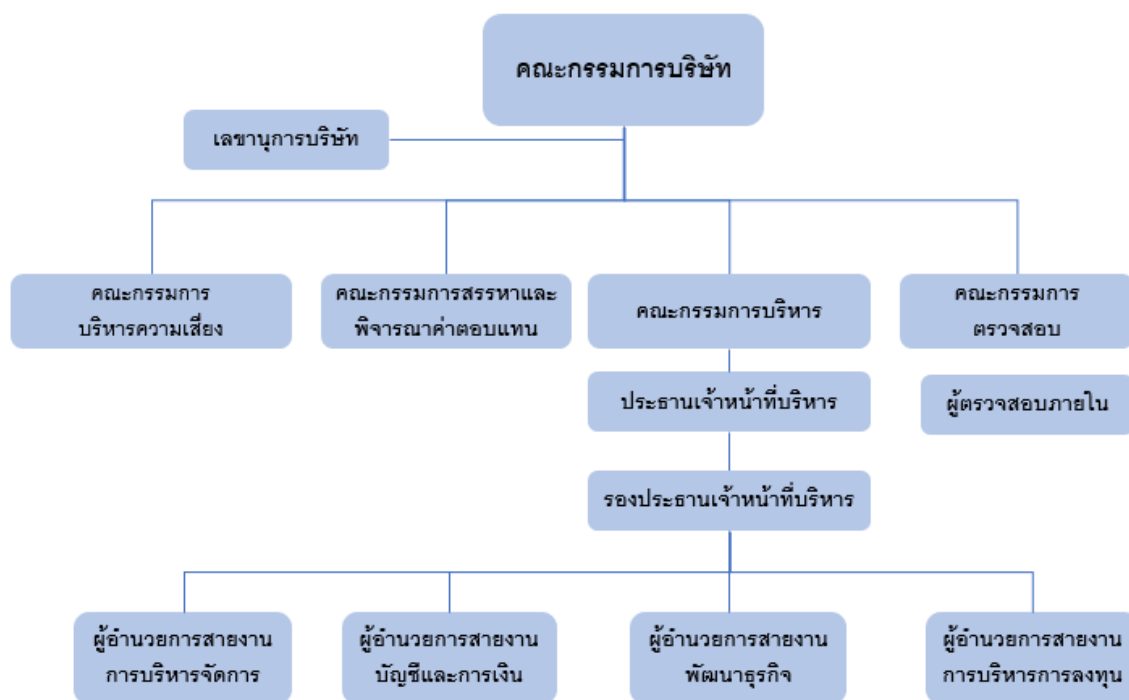 คณะกรรมการบริษัท
เลขานุการบริษัท
คณะกรรมการ
บริหารความเสี่ยง
คณะกรรมการสรรหาและ
พิจารณาค่าตอบแทน
คณะกรรมการบริหาร
คณะกรรมการ
ตรวจสอบ
ประธานเจ้าหน้าที่บริหาร
ผู้ตรวจสอบภายใน
รองประธานเจ้าหน้าที่บริหาร
ผู้อำนวยการสายงาน
การบริหารจัดการ
ผู้อำนวยการสายงาน
บัญชีและการเงิน
ผู้อำนวยการสายงาน
พัฒนาธุรกิจ
ผู้อำนวยการสายงาน
การบริหารการลงทุน